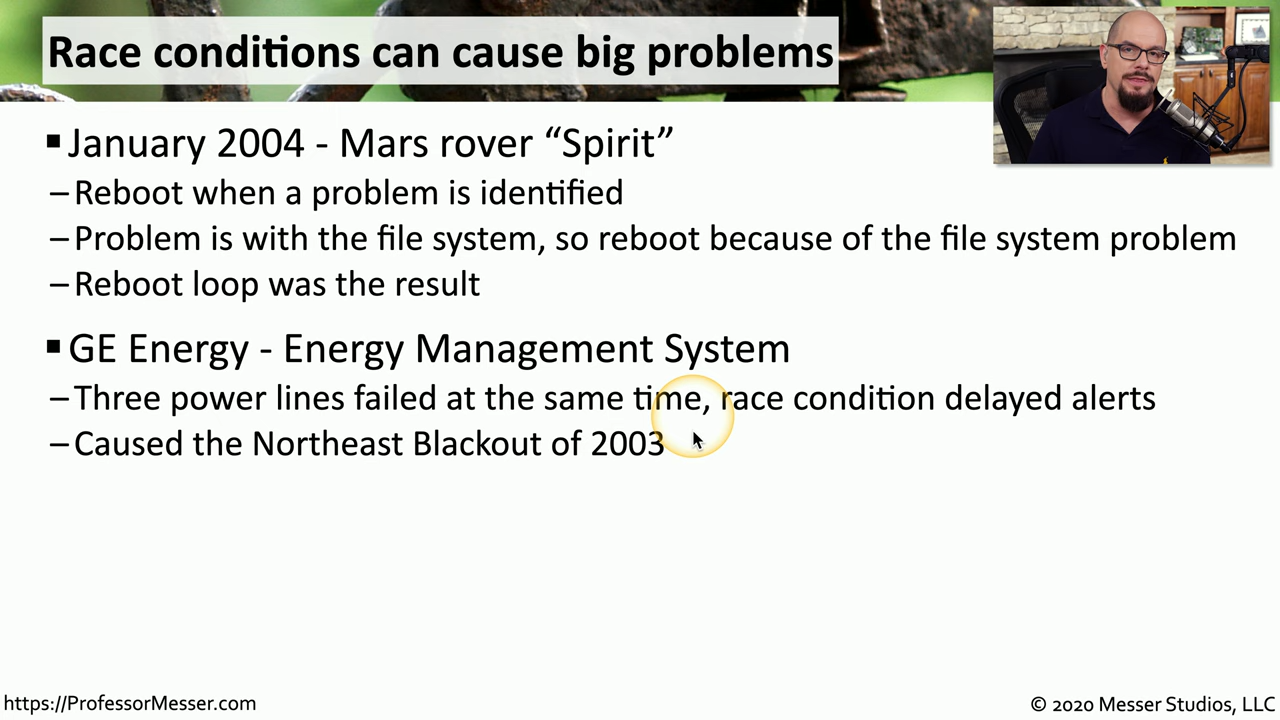 Race conditions can cause big problems
▪ January 2004 - Mars rover “Spirit”
– Reboot when a problem is identified
– Problem is with the file system, so reboot because of the file system problem
– Reboot loop was the result
▪ GE Energy - Energy Management System
– Three power lines failed at the same time, race condition delayed alerts
– Caused the Northeast Blackout of 2003
https://ProfessorMesser.com
© 2020 Messer Studios, LLC